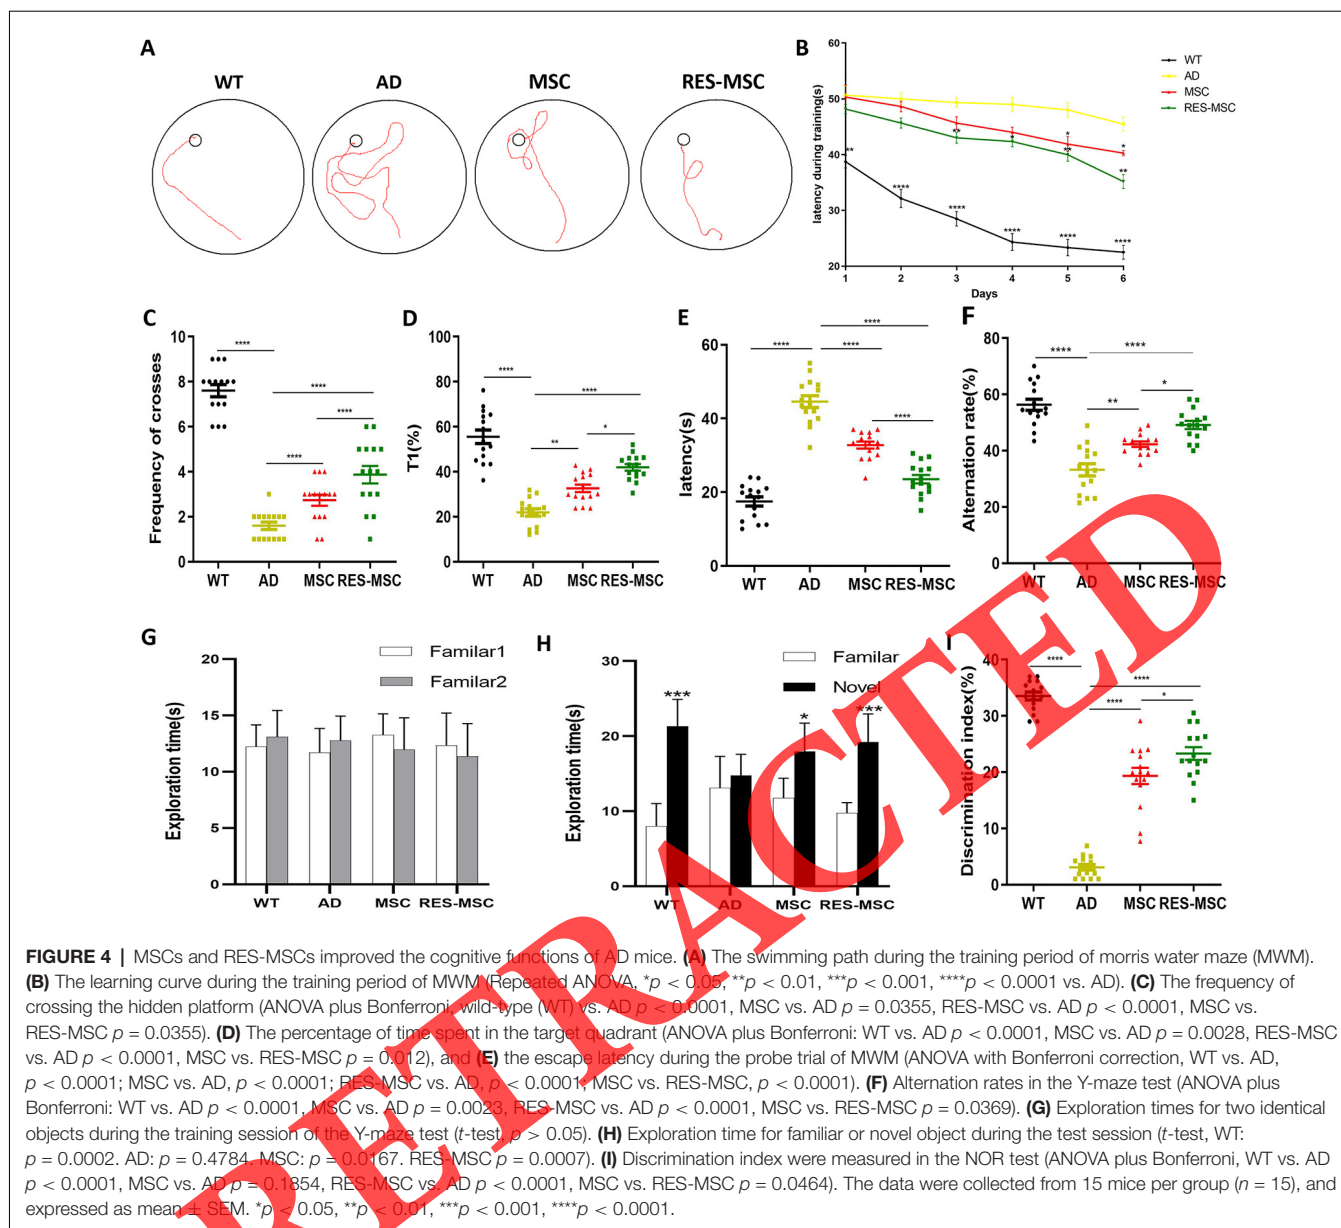 A
WT
AD
MSC
RES-MSC
B
latency during training(s)
60
50
40
30
20
1
2
3
4
5
6
Days
WT
AD
MSC
RES-MSC
**
****
****
****
****
****
**
*
*
**
*
**
C
Frequency of crosses
10
8
6
4
2
0
****
****
****
****
WT
AD
MSC
RES-MSC
D
T1(%)
100
80
60
40
20
0
****
****
**
*
WT
AD
MSC
RES-MSC
E
latency(s)
60
40
20
0
****
****
****
****
WT
AD
MSC
RES-MSC
F
Alternation rate(%)
80
60
40
20
0
****
****
**
*
WT
AD
MSC
RES-MSC
G
Exploration time(s)
20
15
10
5
0
Familar1
Familar2
WT
AD
MSC
RES-MSC
H
Exploration time(s)
30
20
10
0
Familar
Novel
***
*
***
WT
AD
MSC
RES-MSC
I
Discrimination index(%)
40
30
20
10
0
****
****
****
*
WT
AD
MSC
RES-MSC
RETRACTED
FIGURE 4 | MSCs and RES-MSCs improved the cognitive functions of AD mice. (A) The swimming path during the training period of morris water maze (MWM).
(B) The learning curve during the training period of MWM (Repeated ANOVA, *p < 0.05, **p < 0.01, ***p < 0.001, ****p < 0.0001 vs. AD). (C) The frequency of
crossing the hidden platform (ANOVA plus Bonferroni, wild-type (WT) vs. AD p < 0.0001, MSC vs. AD p = 0.0355, RES-MSC vs. AD p < 0.0001, MSC vs.
RES-MSC p = 0.0355). (D) The percentage of time spent in the target quadrant (ANOVA plus Bonferroni: WT vs. AD p < 0.0001, MSC vs. AD p = 0.0028, RES-MSC
vs. AD p < 0.0001, MSC vs. RES-MSC p = 0.012), and (E) the escape latency during the probe trial of MWM (ANOVA with Bonferroni correction, WT vs. AD,
p < 0.0001; MSC vs. AD, p < 0.0001; RES-MSC vs. AD, p < 0.0001; MSC vs. RES-MSC, p < 0.0001). (F) Alternation rates in the Y-maze test (ANOVA plus
Bonferroni: WT vs. AD p < 0.0001, MSC vs. AD p = 0.0023, RES-MSC vs. AD p < 0.0001, MSC vs. RES-MSC p = 0.0369). (G) Exploration times for two identical
objects during the training session of the Y-maze test (t-test, p > 0.05). (H) Exploration time for familiar or novel object during the test session (t-test, WT:
p = 0.0002. AD: p = 0.4784. MSC: p = 0.0167. RES-MSC p = 0.0007). (I) Discrimination index were measured in the NOR test (ANOVA plus Bonferroni, WT vs. AD
p < 0.0001, MSC vs. AD p = 0.1854, RES-MSC vs. AD p < 0.0001, MSC vs. RES-MSC p = 0.0464). The data were collected from 15 mice per group (n = 15), and
expressed as mean ± SEM. *p < 0.05, **p < 0.01, ***p < 0.001, ****p < 0.0001.